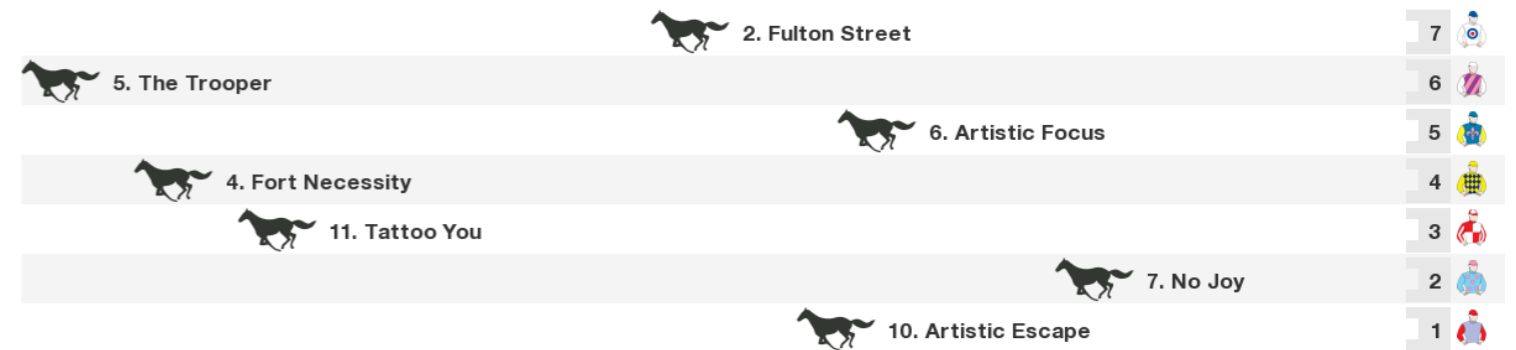 2. Fulton Street 7
5. The Trooper 6
6. Artistic Focus 5
4. Fort Necessity 4
11. Tattoo You 3
7. No Joy 2
10. Artistic Escape 1